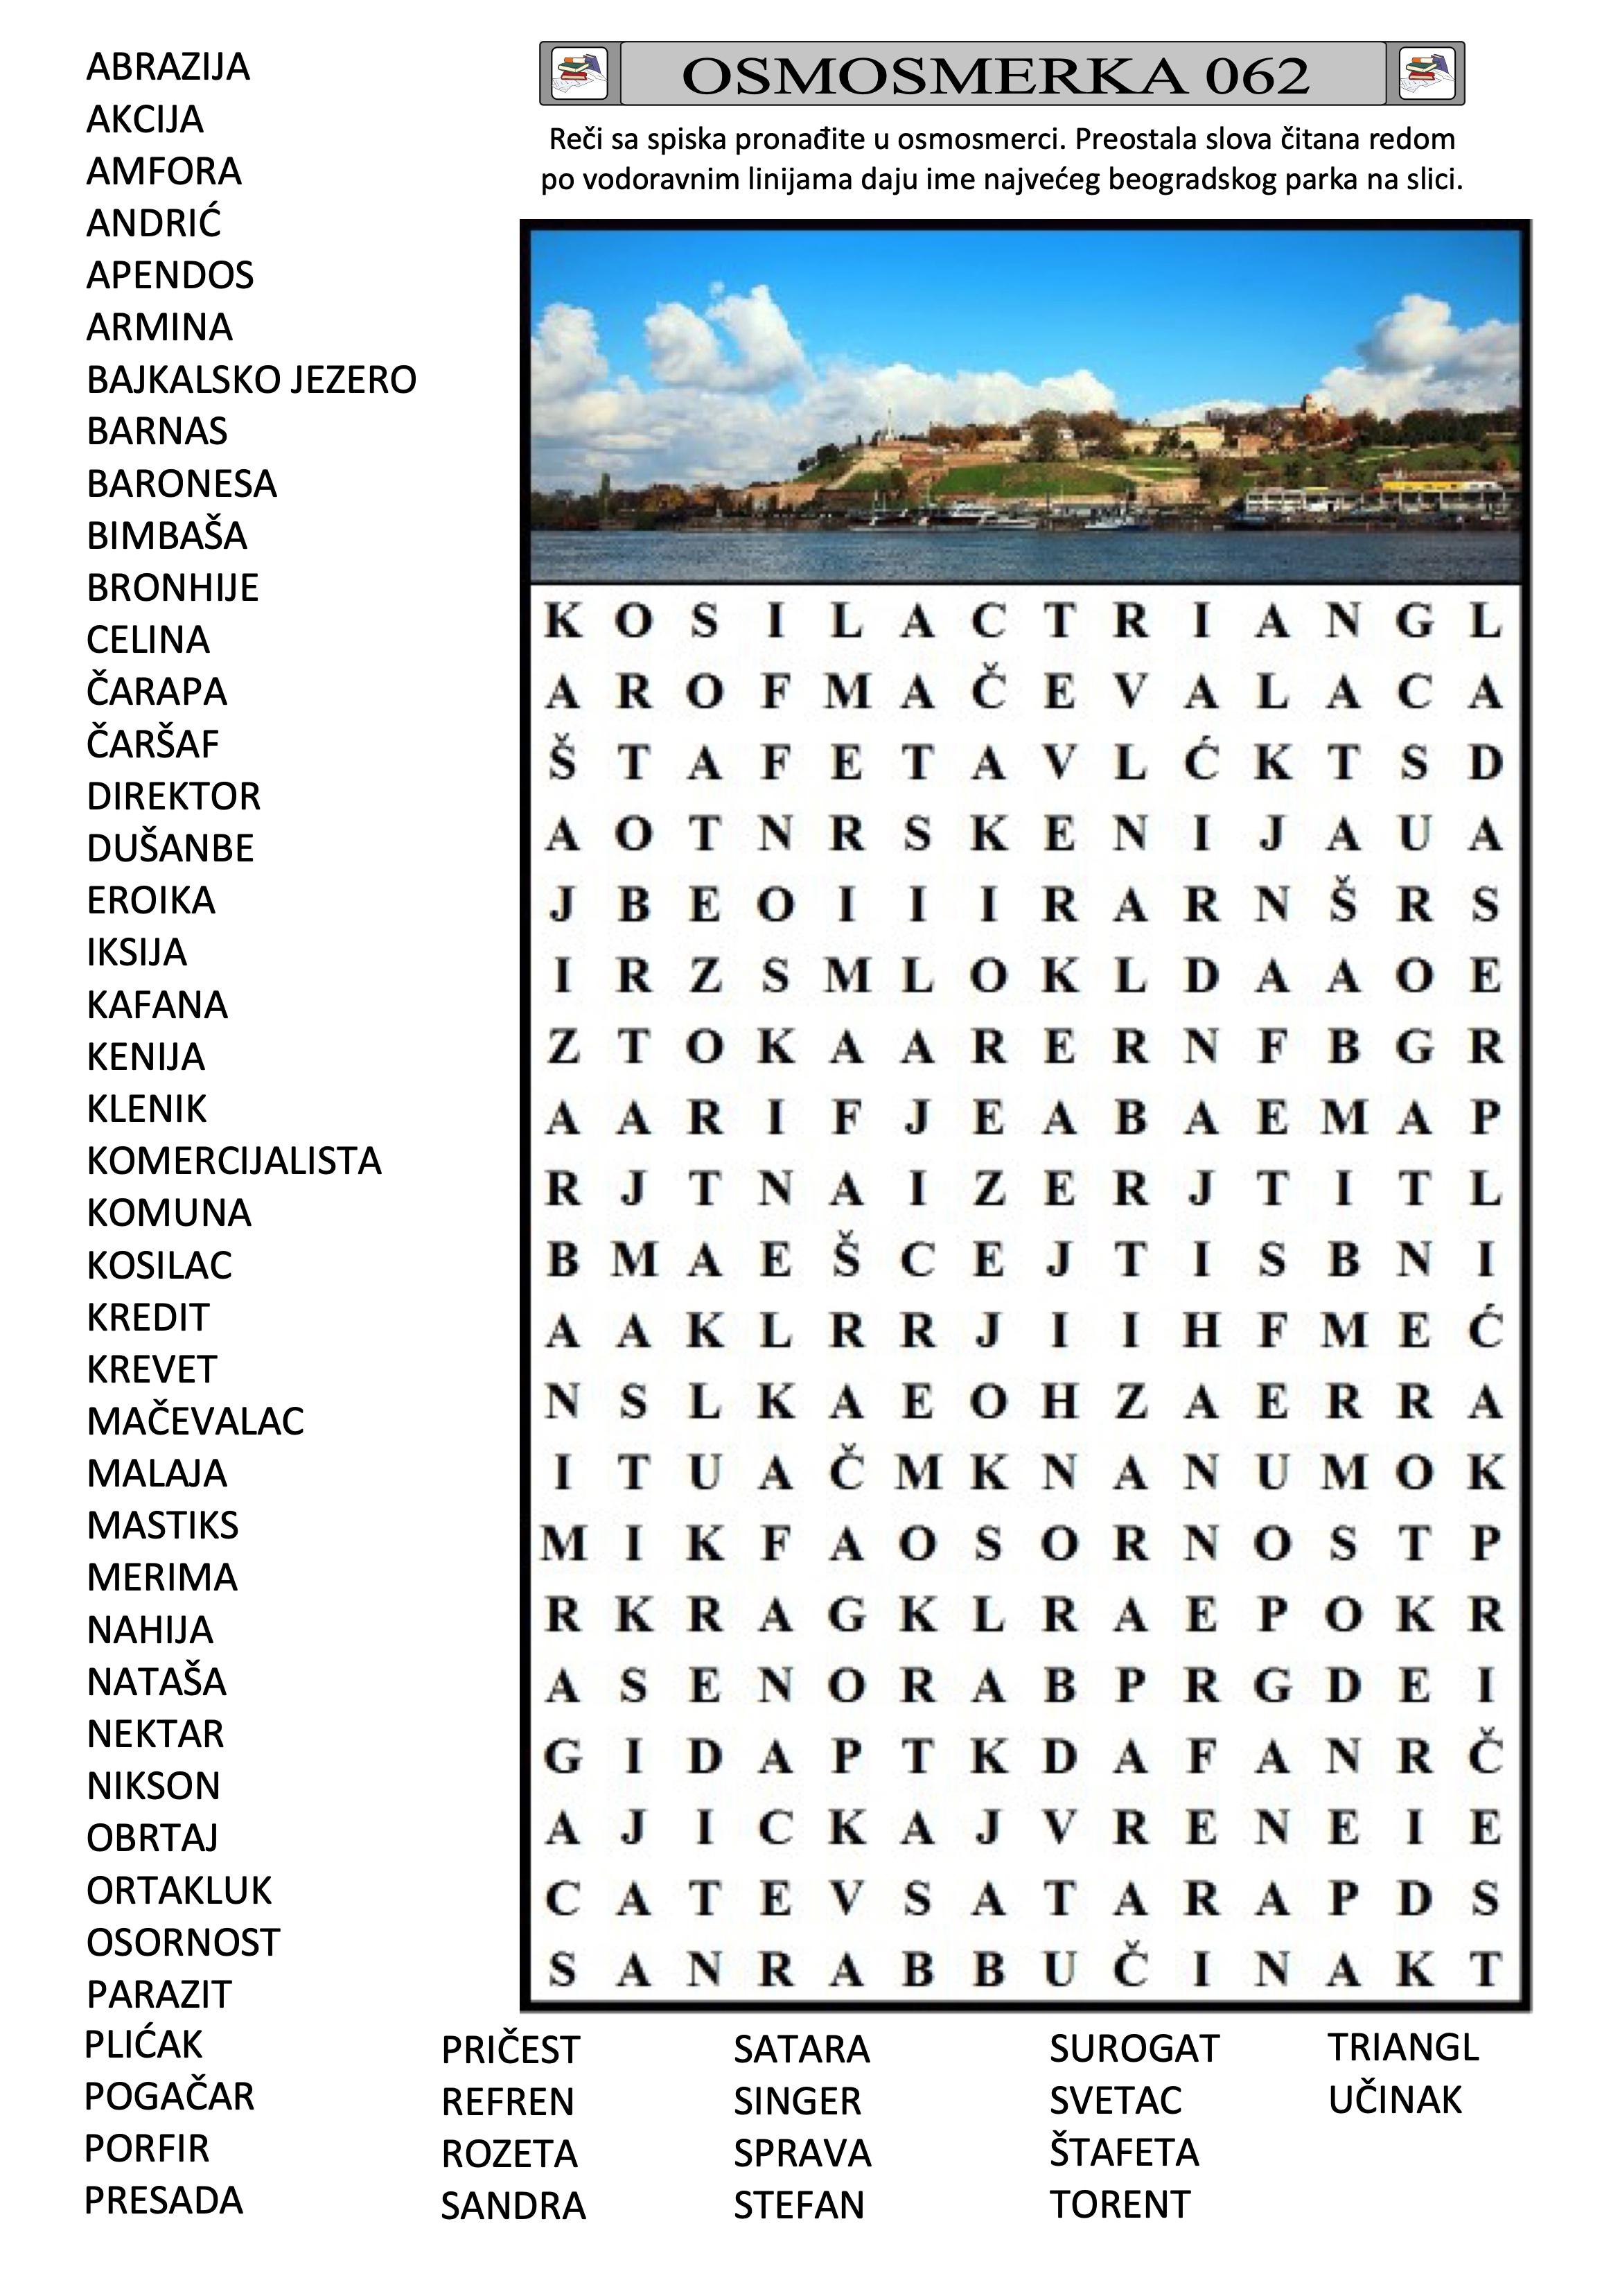 OSMOSMERKA 062
Reči sa spiska pronađite u osmosmerci. Preostala slova čitana redom
po vodoravnim linijama daju ime najvećeg beogradskog parka na slici.
ABRAZIJA
AKCIJA
AMFORA
ANDRIĆ
APENDOS
ARMINA
BAJKALSKO JEZERO
BARNAS
BARONESA
BIMBAŠA
BRONHIJE
CELINA
ČARAPA
ČARŠAF
DIREKTOR
DUŠANBE
EROIKA
IKSIJA
KAFANA
KENIJA
KLENIK
KOMERCIJALISTA
KOMUNA
KOSILAC
KREDIT
KREVET
MAČEVALAC
MALAJA
MASTIKS
MERIMA
NAHIJA
NATAŠA
NEKTAR
NIKSON
OBRTAJ
ORTAKLUK
OSORNOST
PARAZIT
PLIĆAK
POGAČAR
PORFIR
PRESADA
K O S I L A C T R I A N G L
A R O F M A Č E V A L A C A
Š T A F E T A V L Ć K T S D
A O T N R S K E N I J A U A
J B E O I I I R A R N Š R S
I R Z S M L O K L D A A O E
Z T O K A A R E R N F B G R
A A R I F J E A B A E M A P
R J T N A I Z E R J T I T L
B M A E Š C E J T I S B N I
A A K L R R J I I H F M E Ć
N S L K A E O H Z A E R R A
I T U A Č M K N A N U M O K
M I K F A O S O R N O S T P
R K R A G K L R A E P O K R
A S E N O R A B P R G D E I
G I D A P T K D A F A N R Č
A J I C K A J V R E N E I E
C A T E V S A T A R A P D S
S A N R A B B U Č I N A K T
PRIČEST
REFREN
ROZETA
SANDRA
SATARA
SINGER
SPRAVA
STEFAN
SUROGAT
SVETAC
ŠTAFETA
TORENT
TRIANGL
UČINAK